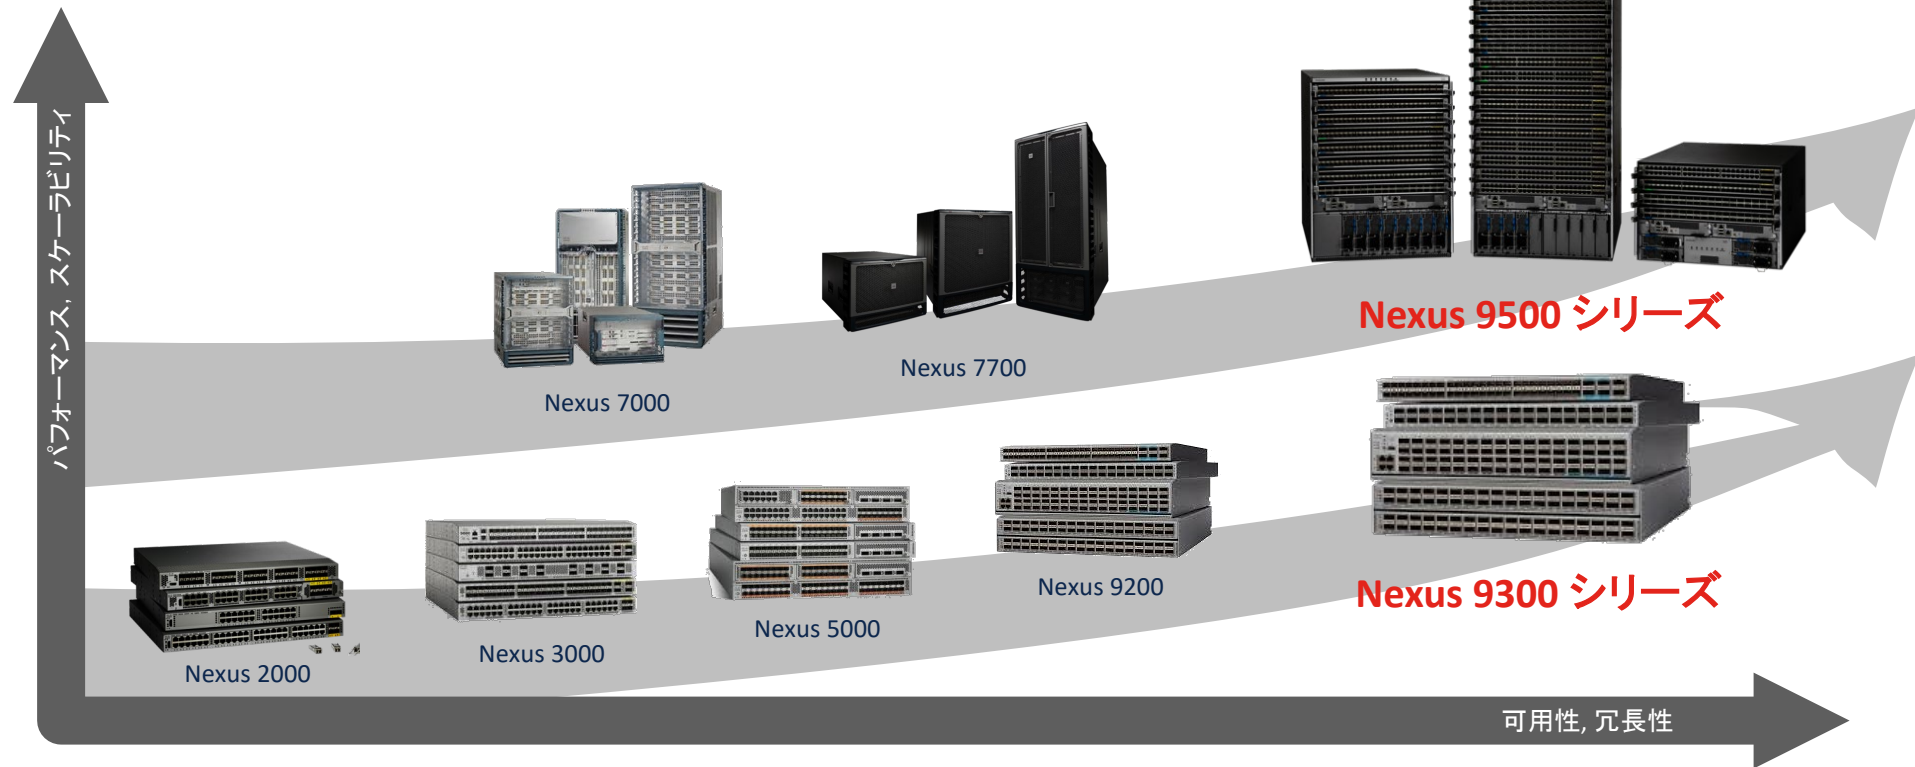 パフォーマンス, スケーラビリティ
Nexus 7000
Nexus 7700
Nexus 9500 シリーズ
Nexus 2000
Nexus 3000
Nexus 5000
Nexus 9200
Nexus 9300 シリーズ
可用性, 冗長性